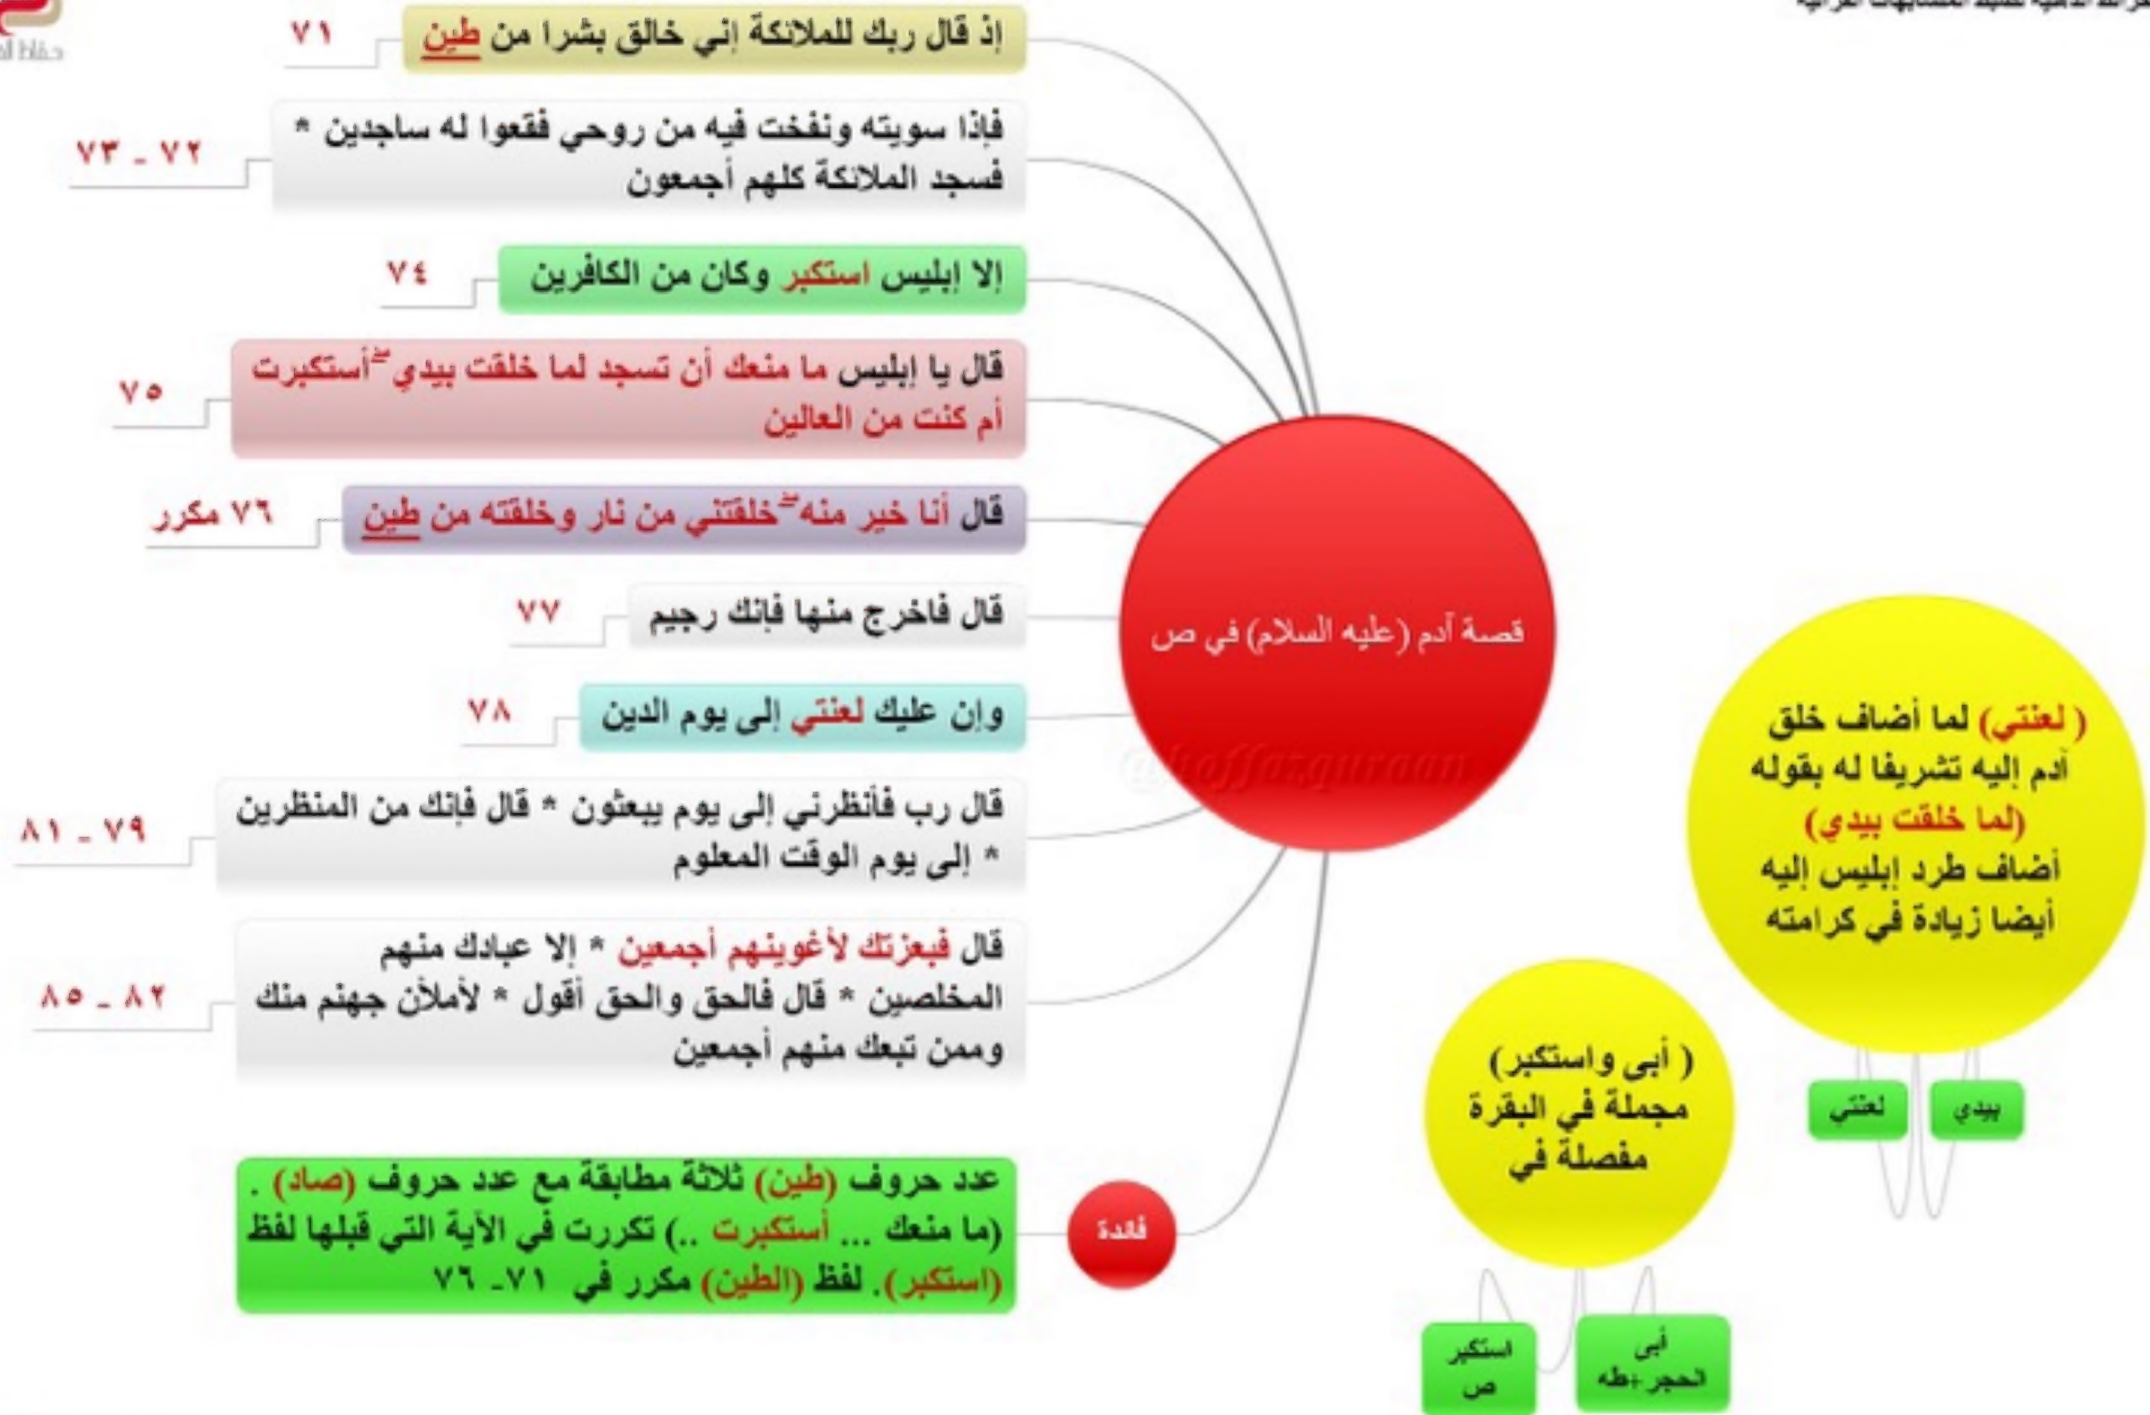 إذ قال ربك للملائكة إني خالق بشرا من طين
٧١
فإذا سويته ونفخت فيه من روحي فقعوا له ساجدين *
فسجد الملائكة كلهم أجمعون
٧٢ - ٧٣
إلا إبليس استكبر وكان من الكافرين
٧٤
قال يا إبليس ما منعك أن تسجد لما خلقت بيدي ۖ أستكبرت
أم كنت من العالين
٧٥
قال أنا خير منه ۖ خلقتني من نار وخلقته من طين
٧٦ مكرر
قال فاخرج منها فإنك رجيم
٧٧
وإن عليك لعنتي إلى يوم الدين
٧٨
قال رب فأنظرني إلى يوم يبعثون * قال فإنك من المنظرين
* إلى يوم الوقت المعلوم
٧٩ - ٨١
قال فبعزتك لأغوينهم أجمعين * إلا عبادك منهم
المخلصين * قال فالحق والحق أقول * لأملأن جهنم منك
وممن تبعك منهم أجمعين
٨٢ - ٨٥
قصة آدم (عليه السلام) في ص
@hoffazquraan
فائدة
عدد حروف (طين) ثلاثة مطابقة مع عدد حروف (صاد) .
(ما منعك ... أستكبرت ..) تكررت في الآية التي قبلها لفظ
(استكبر). لفظ (الطين) مكرر في ٧١- ٧٦
( لعنتي) لما أضاف خلق
آدم إليه تشريفا له بقوله
(لما خلقت بيدي)
أضاف طرد إبليس إليه
أيضا زيادة في كرامته
بيدي
لعنتي
( أبى واستكبر)
مجملة في البقرة
مفصلة في
أبى
الحجر+طه
استكبر
ص